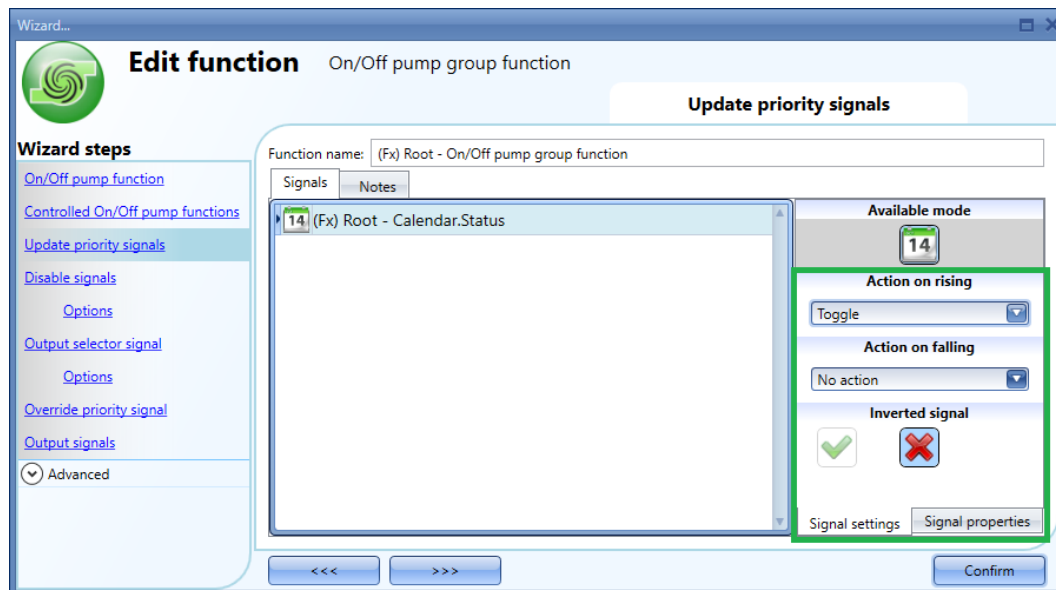 Wizard...
Edit function On/Off pump group function
Update priority signals
Wizard steps
On/Off pump function
Controlled On/Off pump functions
Update priority signals
Disable signals
Options
Output selector signal
Options
Override priority signal
Output signals
Advanced
Function name: (Fx) Root - On/Off pump group function
Signals Notes
14 (Fx) Root - Calendar.Status
Available mode
14
Action on rising
Toggle
Action on falling
No action
Inverted signal
Signal settings Signal properties
<<< >>> Confirm